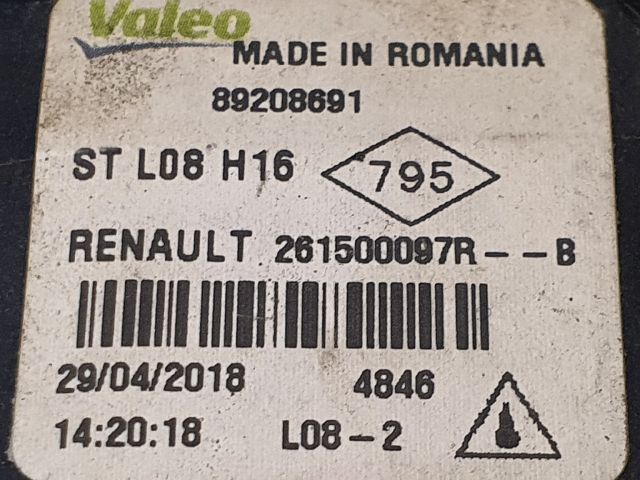 Valeo
MADE IN ROMANIA
89208691
ST L08 H16
795
RENAULT 261500097R--B
29/04/2018 4846
14:20:18 L08-2